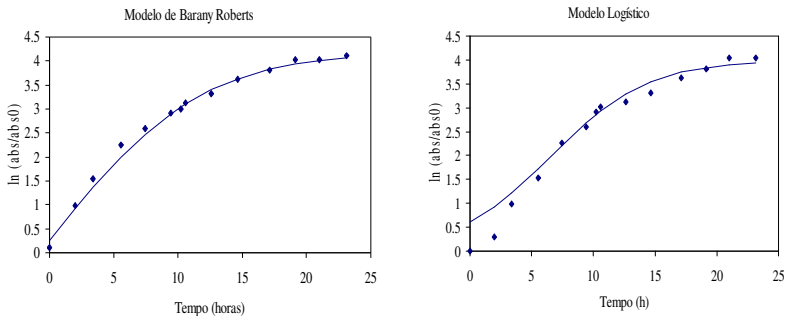 Modelo de Barany Roberts
4.5
4
3.5
3
2.5
2
1.5
1
0.5
0
ln (abs/abs0)
0 5 10 15 20 25
Tempo (horas)
Modelo Logístico
4.5
4
3.5
3
2.5
2
1.5
1
0.5
0
ln (abs/abs0)
0 5 10 15 20 25
Tempo (h)